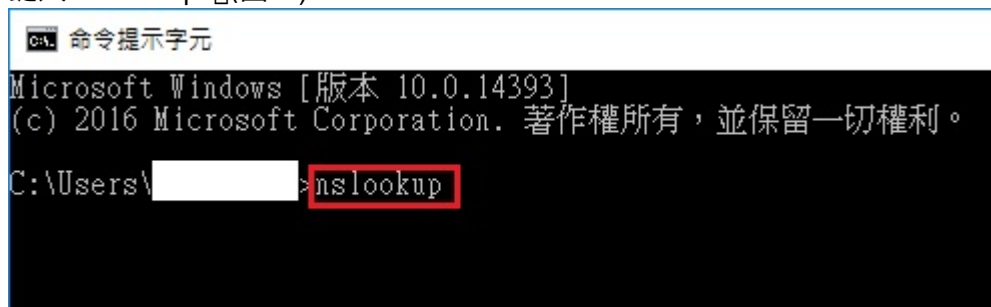 命令提示字元
Microsoft Windows [版本 10.0.14393]
(c) 2016 Microsoft Corporation. 著作權所有，並保留一切權利。
C:\Users\ >nslookup